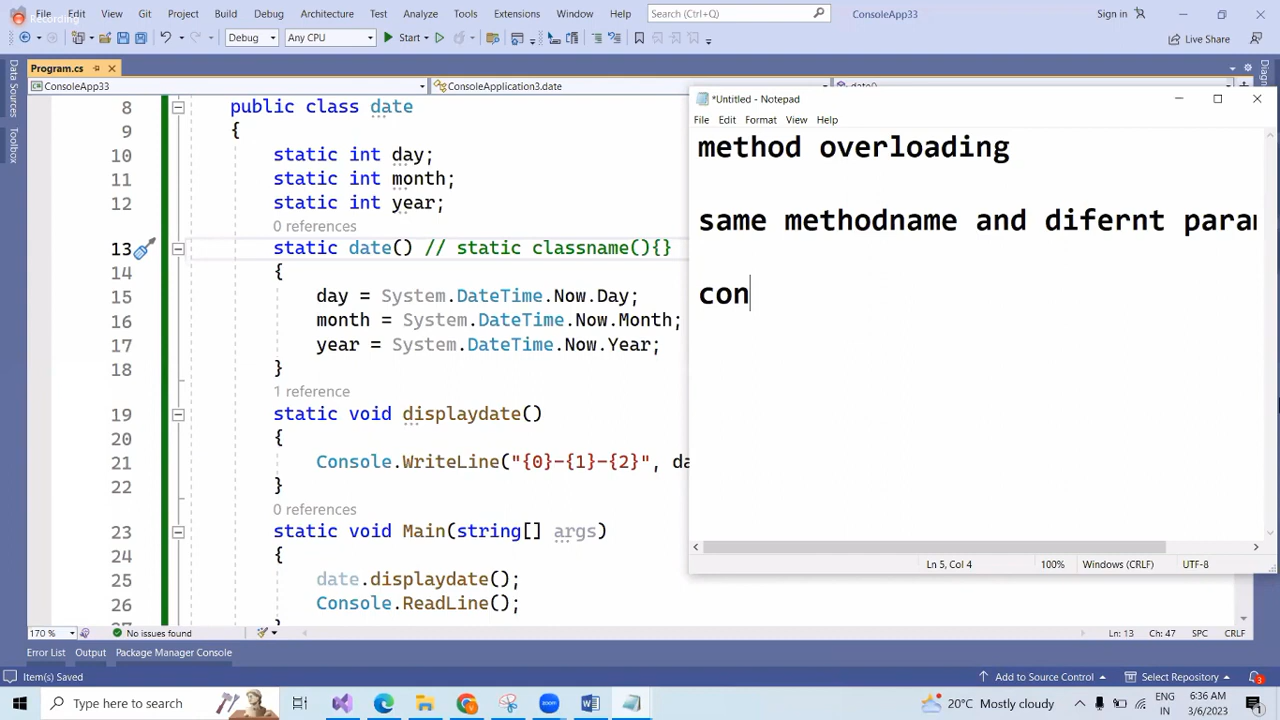 Recording
File Edit View Git Project Build Debug Architecture Test Analyze Tools Extensions Window Help Search (Ctrl+Q) ConsoleApp33 Sign in
Debug Any CPU Start Live Share
Program.cs
ConsoleApp33 ConsoleApplication3.date
Data Sources
Toolbox
8 public class date
9 {
10 static int day;
11 static int month;
12 static int year;
0 references
13 static date() // static classname(){}
14 {
15 day = System.DateTime.Now.Day;
16 month = System.DateTime.Now.Month;
17 year = System.DateTime.Now.Year;
18 }
1 reference
19 static void displaydate()
20 {
21 Console.WriteLine("{0}-{1}-{2}", da
22 }
0 references
23 static void Main(string[] args)
24 {
25 date.displaydate();
26 Console.ReadLine();
*Untitled - Notepad
File Edit Format View Help
method overloading
same methodname and difernt param
con
Ln 5, Col 4 100% Windows (CRLF) UTF-8
170 % No issues found Ln: 13 Ch: 47 SPC CRLF
Error List Output Package Manager Console
Item(s) Saved Add to Source Control Select Repository 3
Type here to search zoom 20°C Mostly cloudy ENG IN 6:36 AM 3/6/2023 1